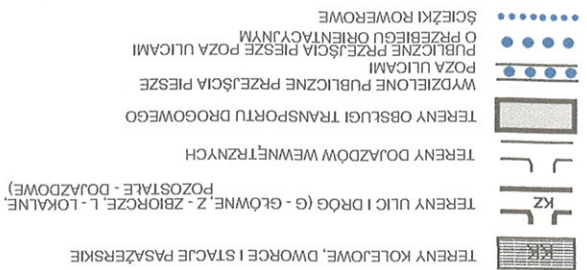 KK TERENY KOLEJOWE, DWORCE I STACJE PASAŻERSKIE
KZ TERENY ULIC I DRÓG (G - GŁÓWNE, Z - ZBIORCZE, L - LOKALNE,
POZOSTAŁE - DOJAZDOWE)
TERENY DOJAZDÓW WEWNĘTRZNYCH
TERENY OBSŁUGI TRANSPORTU DROGOWEGO
WYDZIELONE PUBLICZNE PRZEJŚCIA PIESZE
POZA ULICAMI
PUBLICZNE PRZEJŚCIA PIESZE POZA ULICAMI
O PRZEBIEGU ORIENTACYJNYM
ŚCIEŻKI ROWEROWE